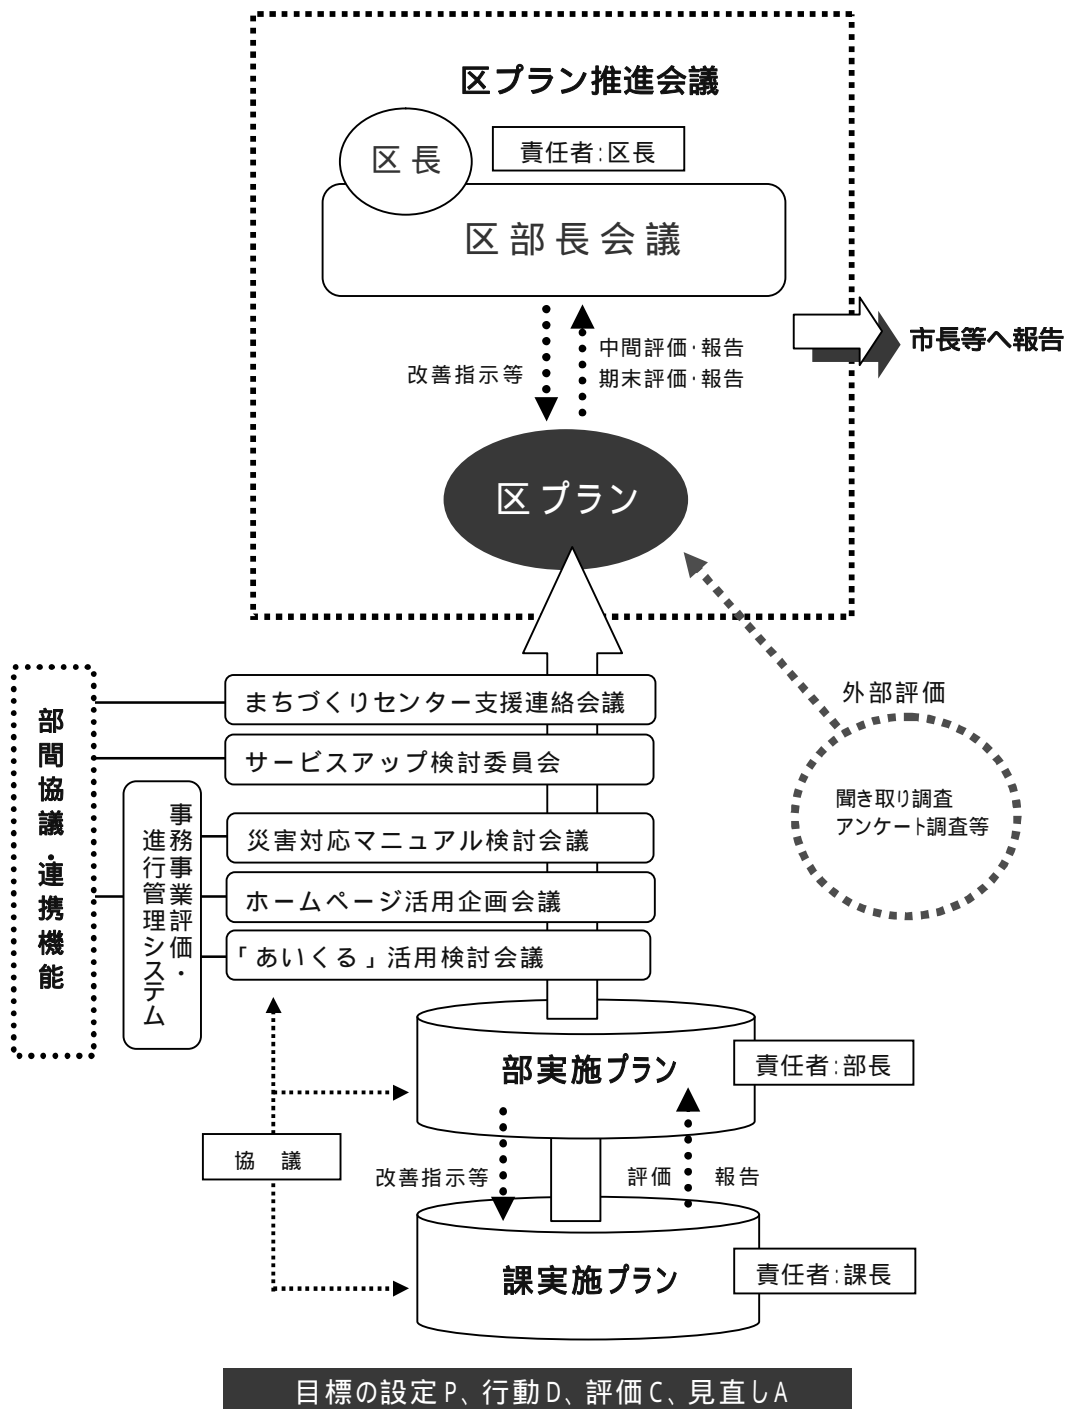 区プラン推進会議
区長
責任者:区長
区部長会議
改善指示等
中間評価・報告
期末評価・報告
市長等へ報告
区プラン
外部評価
聞き取り調査
アンケート調査等
部間協議・連携機能
まちづくりセンター支援連絡会議
サービスアップ検討委員会
事務事業評価・
進行管理システム
災害対応マニュアル検討会議
ホームページ活用企画会議
「あいくる」活用検討会議
部実施プラン
責任者:部長
協 議
改善指示等
評価 報告
課実施プラン
責任者:課長
目標の設定P、行動D、評価C、見直しA